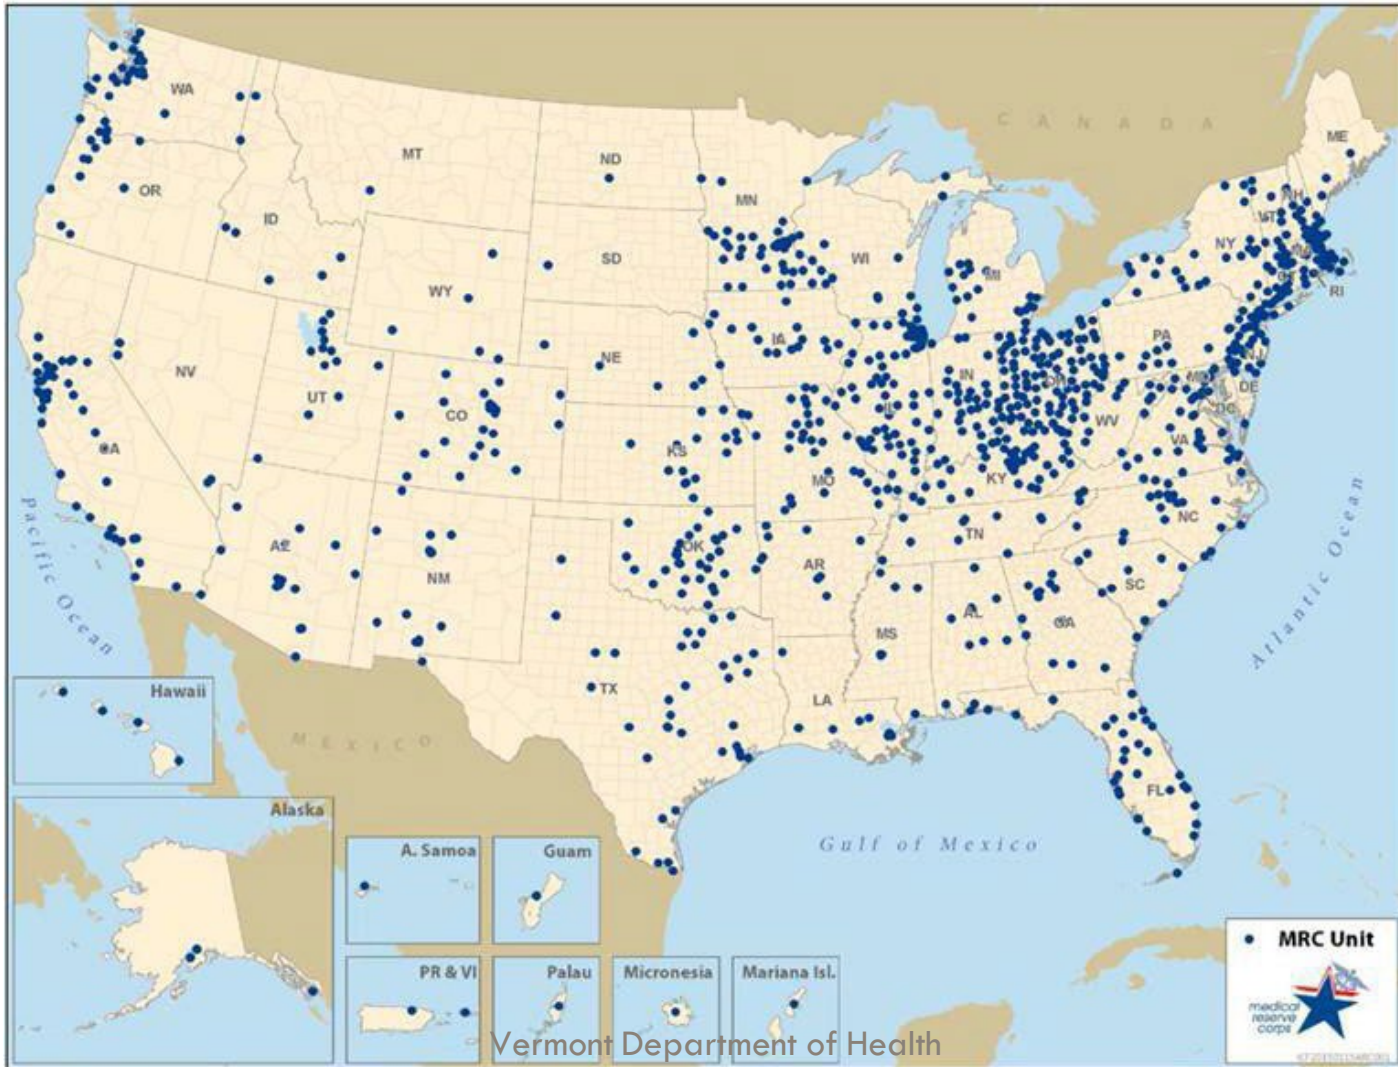 CANADA
WA
MT
ND
MN
ME
OR
ID
SD
WI
MI
NH
VT
NY
WY
RI
CT
IA
PA
NE
NV
UT
CO
IL
IN
OH
NJ
MD
DE
DC
WV
VA
CA
KS
MO
KY
AZ
NM
OK
AR
TN
NC
SC
MS
AL
GA
TX
LA
FL
Pacific Ocean
Atlantic Ocean
MEXICO
Gulf of Mexico
Hawaii
Alaska
A. Samoa
Guam
PR & VI
Palau
Micronesia
Mariana Isl.
MRC Unit
medical
reserve
corps
Vermont Department of Health